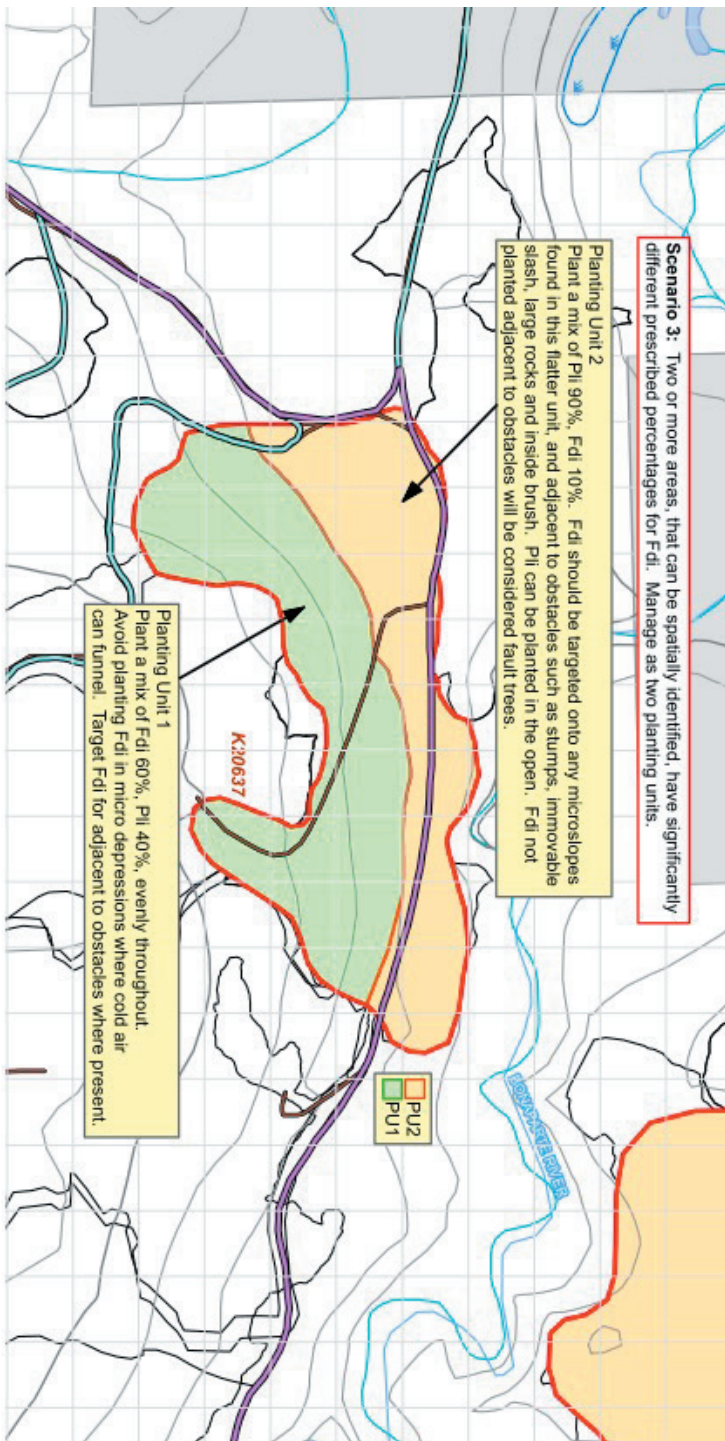 Scenario 3:  Two or more areas, that can be spatially identified, have significantly
different prescribed percentages for Fdi.  Manage as two planting units.
Planting Unit 2
Plant a mix of Pli 90%, Fdi 10%.  Fdi should be targeted onto any microslopes
found in this flatter unit, and adjacent to obstacles such as stumps, immovable
slash, large rocks and inside brush.  Pli can be planted in the open.  Fdi not
planted adjacent to obstacles will be considered fault trees.
BONAPARTE RIVER
PU2
PU1
K20637
Planting Unit 1
Plant a mix of Fdi 60%, Pli 40%, evenly throughout.
Avoid planting Fdi in micro depressions where cold air
can funnel.  Target Fdi for adjacent to obstacles where present.